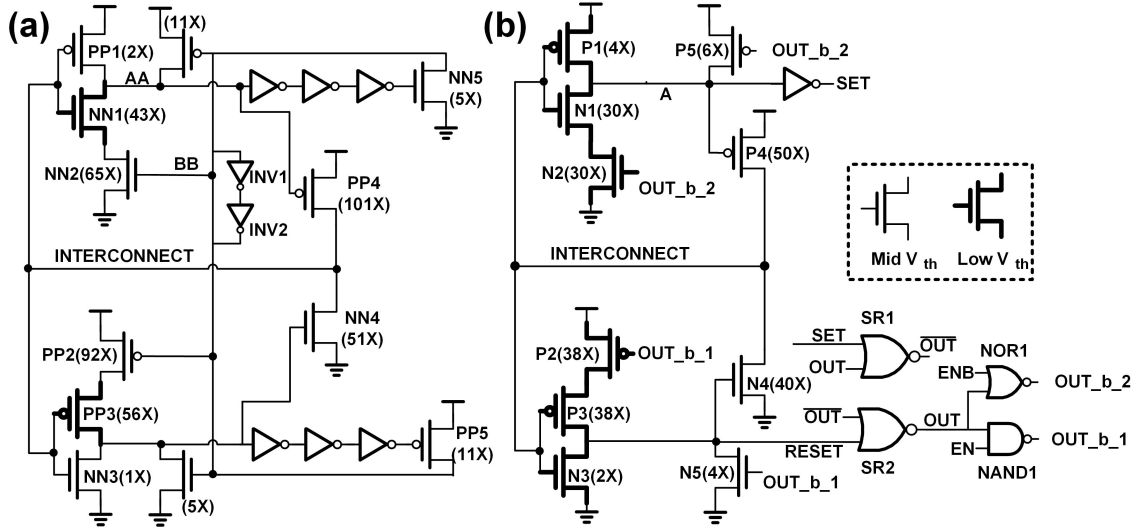 (a)
(11X)
PP1(2X)
AA
NN5
(5X)
NN1(43X)
NN2(65X)
BB
INV1
INV2
PP4
(101X)
INTERCONNECT
NN4
(51X)
PP2(92X)
PP3(56X)
NN3(1X)
(5X)
PP5
(11X)
(b)
P1(4X)
P5(6X)
OUT_b_2
A
SET
N1(30X)
P4(50X)
N2(30X)
OUT_b_2
INTERCONNECT
Mid V th
Low V th
P2(38X)
OUT_b_1
P3(38X)
N4(40X)
N3(2X)
RESET
N5(4X)
OUT_b_1
SR1
SET
OUT
OUT
NOR1
ENB
OUT_b_2
OUT
OUT
SR2
EN
OUT_b_1
NAND1